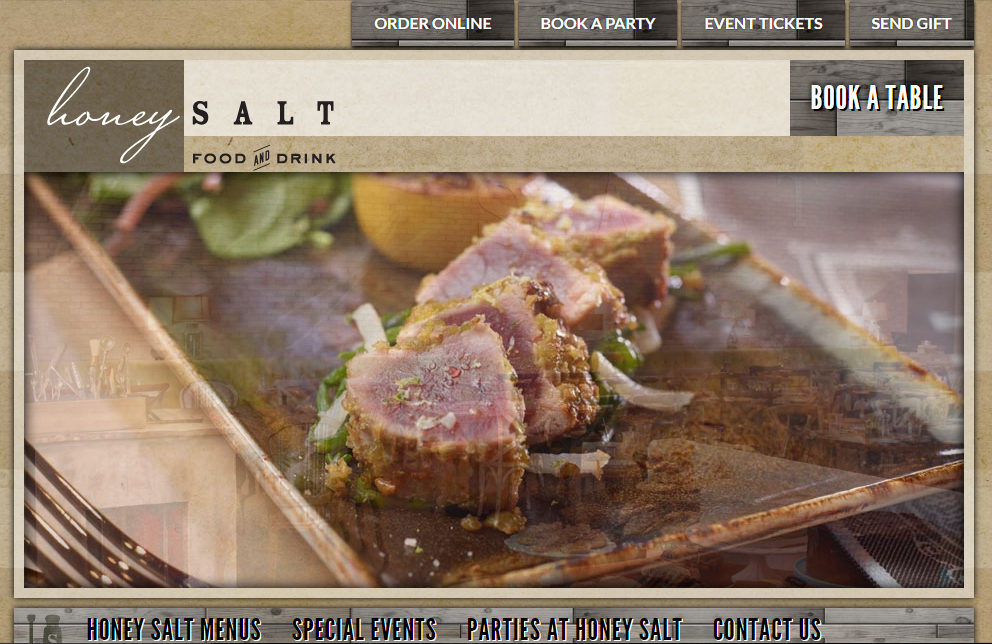 ORDER ONLINE BOOK A PARTY EVENT TICKETS SEND GIFT
BOOK A TABLE
honey SALT
FOOD AND DRINK
HONEY SALT MENUS SPECIAL EVENTS PARTIES AT HONEY SALT CONTACT US